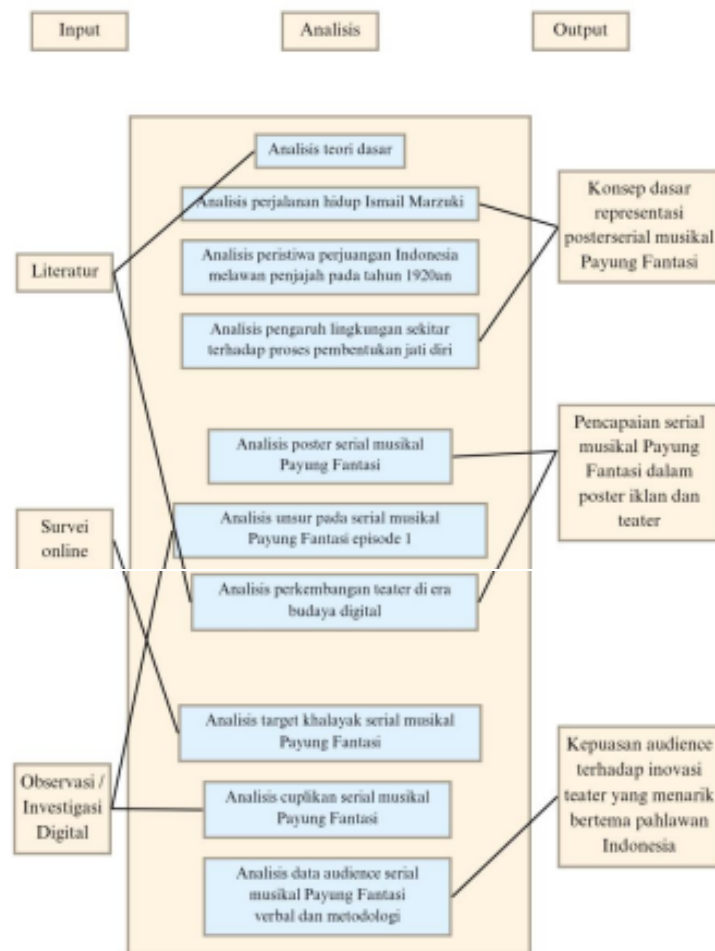 Input
Analisis
Output
Analisis teori dasar
Analisis perjalanan hidup Ismail Marzuki
Analisis peristiwa perjuangan Indonesia
melawan penjajah pada tahun 1920an
Analisis pengaruh lingkungan sekitar
terhadap proses pembentukan jati diri
Literatur
Konsep dasar
representasi
posterserial musikal
Payung Fantasi
Analisis poster serial musikal
Payung Fantasi
Analisis unsur pada serial musikal
Payung Fantasi episode 1
Analisis perkembangan teater di era
budaya digital
Survei
online
Pencapaian serial
musikal Payung
Fantasi dalam
poster iklan dan
teater
Analisis target khalayak serial musikal
Payung Fantasi
Analisis cuplikan serial musikal
Payung Fantasi
Analisis data audience serial
musikal Payung Fantasi
verbal dan metodologi
Observasi /
Investigasi
Digital
Kepuasan audience
terhadap inovasi
teater yang menarik
bertema pahlawan
Indonesia